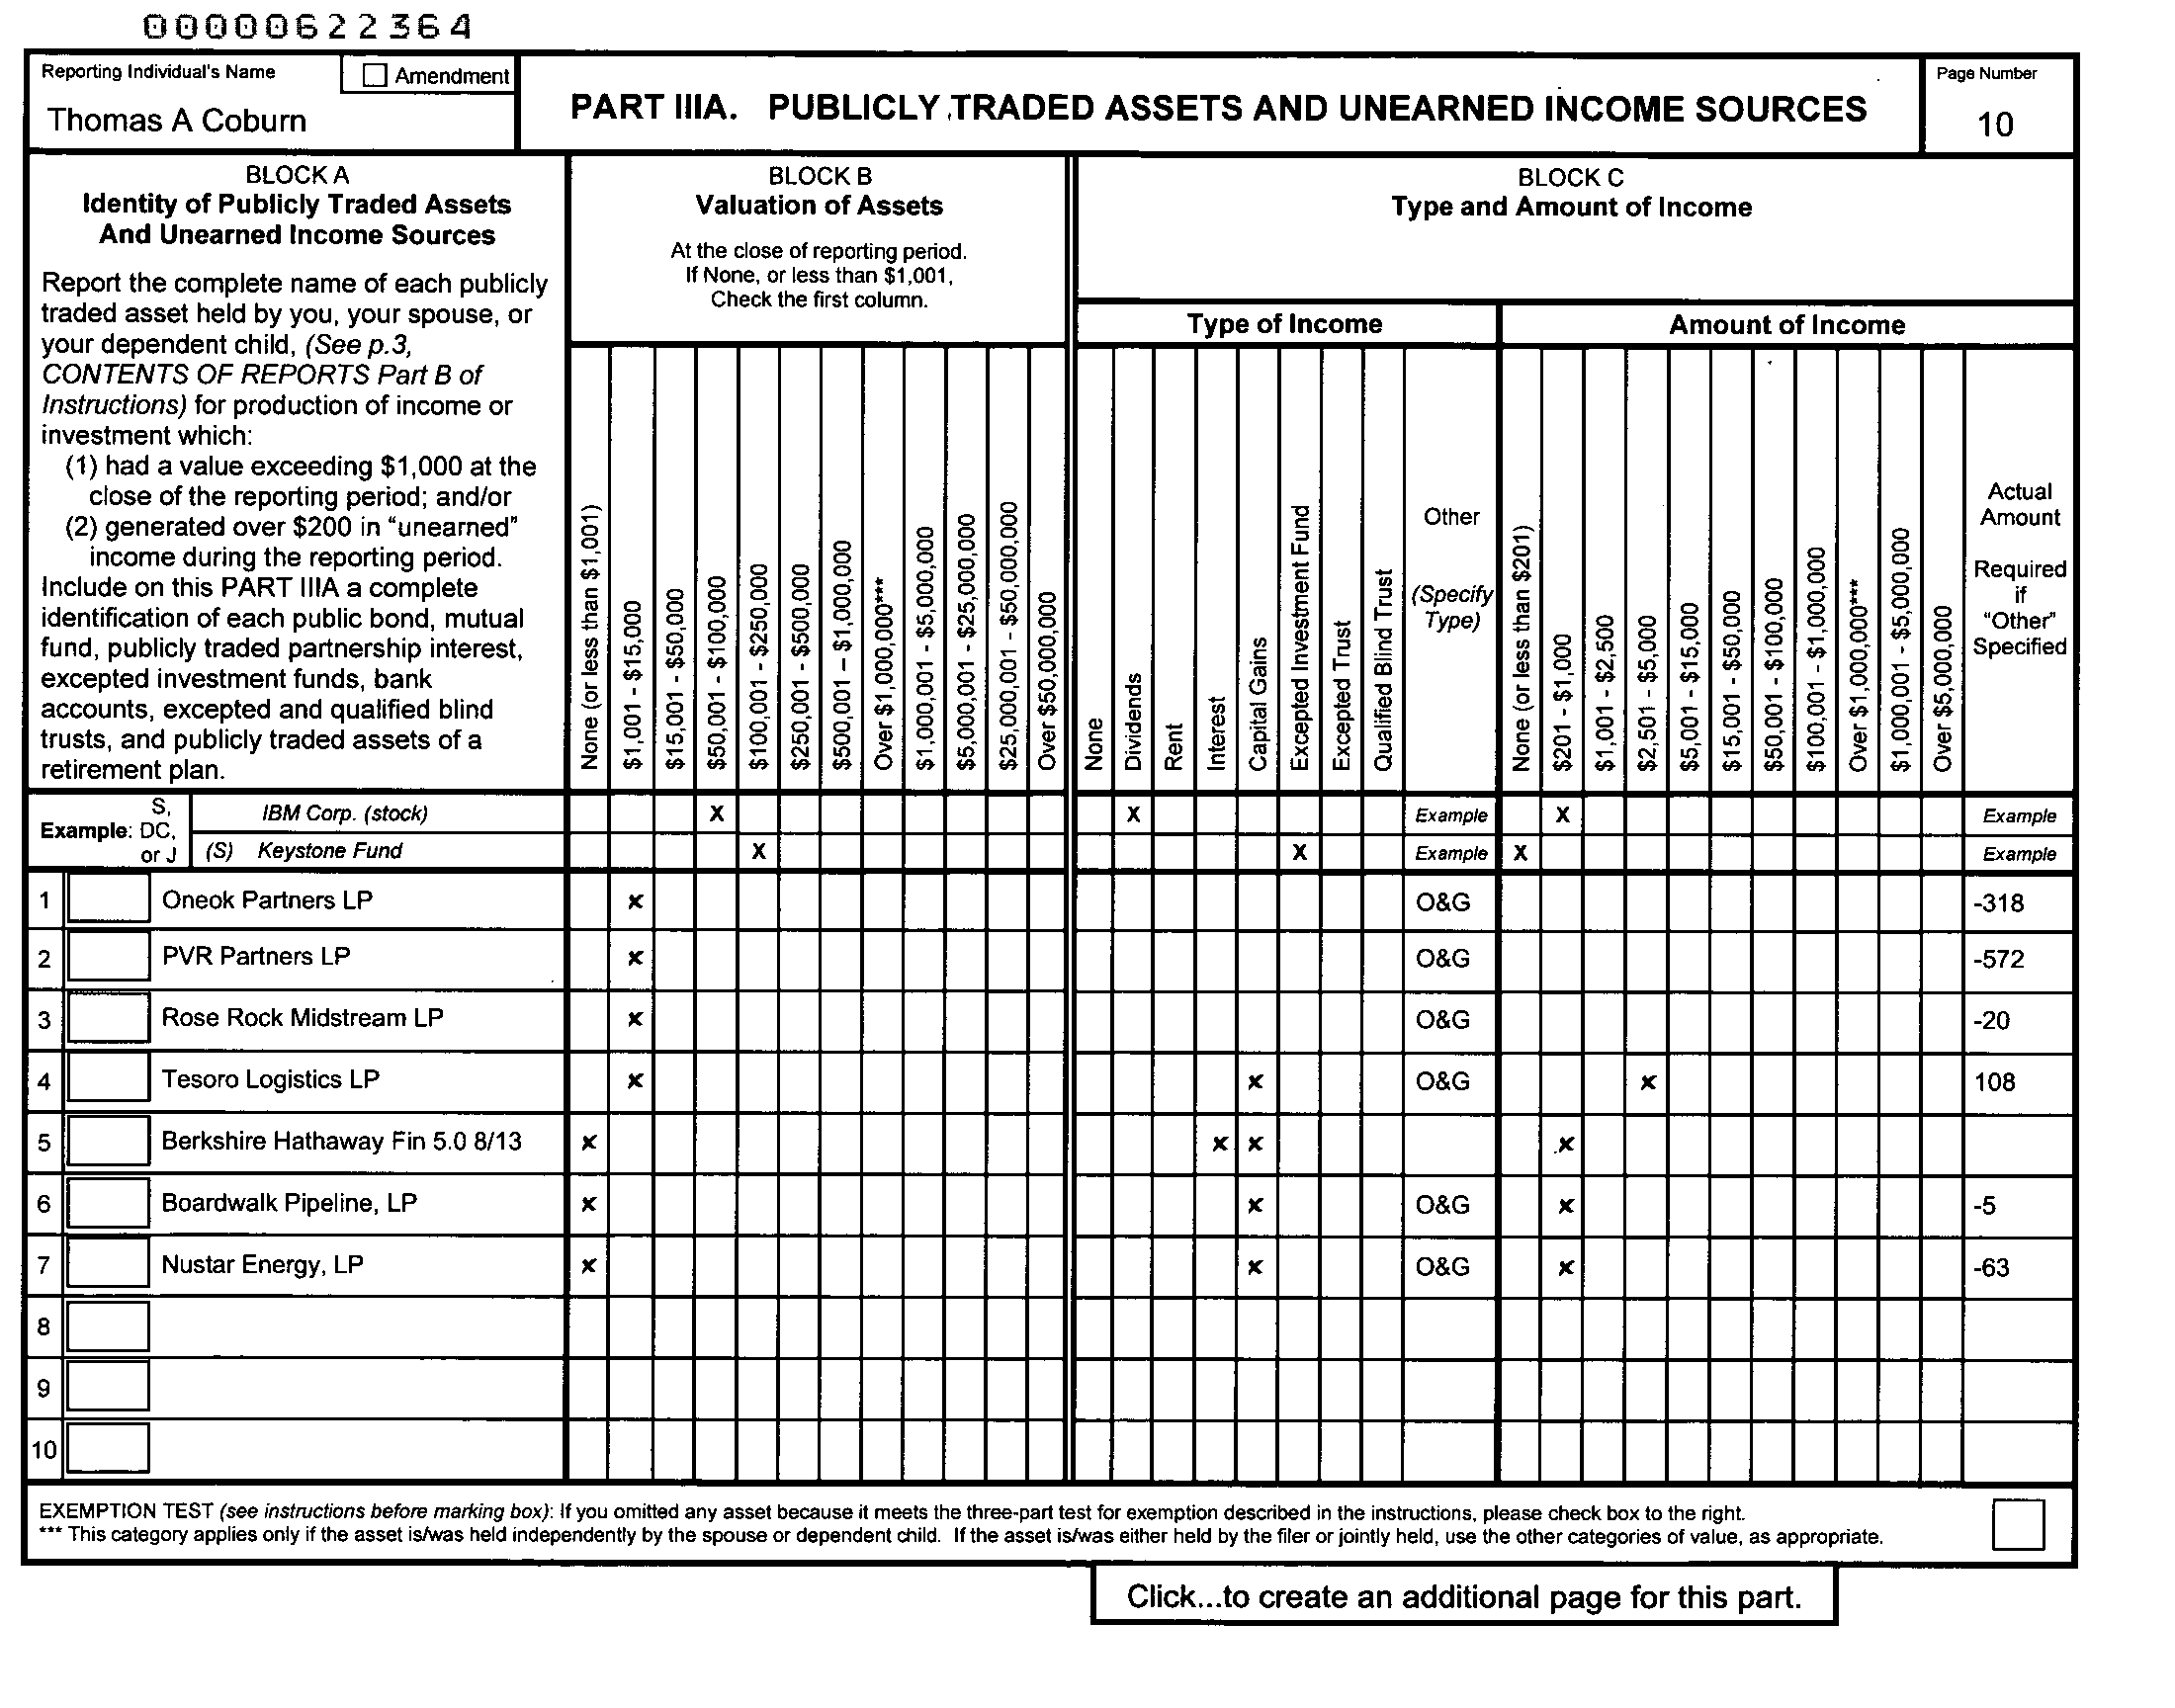 00000622364
Reporting Individual's Name
Amendment
Thomas A Coburn
PART IIIA. PUBLICLY TRADED ASSETS AND UNEARNED INCOME SOURCES
Page Number
10
BLOCK A
Identity of Publicly Traded Assets
And Unearned Income Sources
Report the complete name of each publicly
traded asset held by you, your spouse, or
your dependent child, (See p.3,
CONTENTS OF REPORTS Part B of
Instructions) for production of income or
investment which:
(1) had a value exceeding $1,000 at the
close of the reporting period; and/or
(2) generated over $200 in "unearned"
income during the reporting period.
Include on this PART IIIA a complete
identification of each public bond, mutual
fund, publicly traded partnership interest,
excepted investment funds, bank
accounts, excepted and qualified blind
trusts, and publicly traded assets of a
retirement plan.
BLOCK B
Valuation of Assets
At the close of reporting period.
If None, or less than $1,001,
Check the first column.
None (or less than $1,001)
$1,001 - $15,000
$15,001 - $50,000
$50,001 - $100,000
$100,001 - $250,000
$250,001 - $500,000
$500,001 – $1,000,000
Over $1,000,000***
$1,000,001 - $5,000,000
$5,000,001 - $25,000,000
$25,000,001 - $50,000,000
Over $50,000,000
BLOCK C
Type and Amount of Income
Type of Income
None
Dividends
Rent
Interest
Capital Gains
Excepted Investment Fund
Excepted Trust
Qualified Blind Trust
Other
(Specify
Type)
Amount of Income
None (or less than $201)
$201 - $1,000
$1,001 - $2,500
$2,501 - $5,000
$5,001 - $15,000
$15,001 - $50,000
$50,001 - $100,000
$100,001 - $1,000,000
Over $1,000,000***
$1,000,001 - $5,000,000
Over $5,000,000
Actual
Amount
Required
if
"Other"
Specified
Example: S,
DC,
or J
IBM Corp. (stock) X X Example X Example
(S) Keystone Fund X X Example X Example
1 Oneok Partners LP x O&G -318
2 PVR Partners LP x O&G -572
3 Rose Rock Midstream LP x O&G -20
4 Tesoro Logistics LP x x O&G x 108
5 Berkshire Hathaway Fin 5.0 8/13 x x x x
6 Boardwalk Pipeline, LP x x O&G x -5
7 Nustar Energy, LP x x O&G x -63
8
9
10
EXEMPTION TEST (see instructions before marking box): If you omitted any asset because it meets the three-part test for exemption described in the instructions, please check box to the right.
*** This category applies only if the asset is/was held independently by the spouse or dependent child. If the asset is/was either held by the filer or jointly held, use the other categories of value, as appropriate.
Click...to create an additional page for this part.